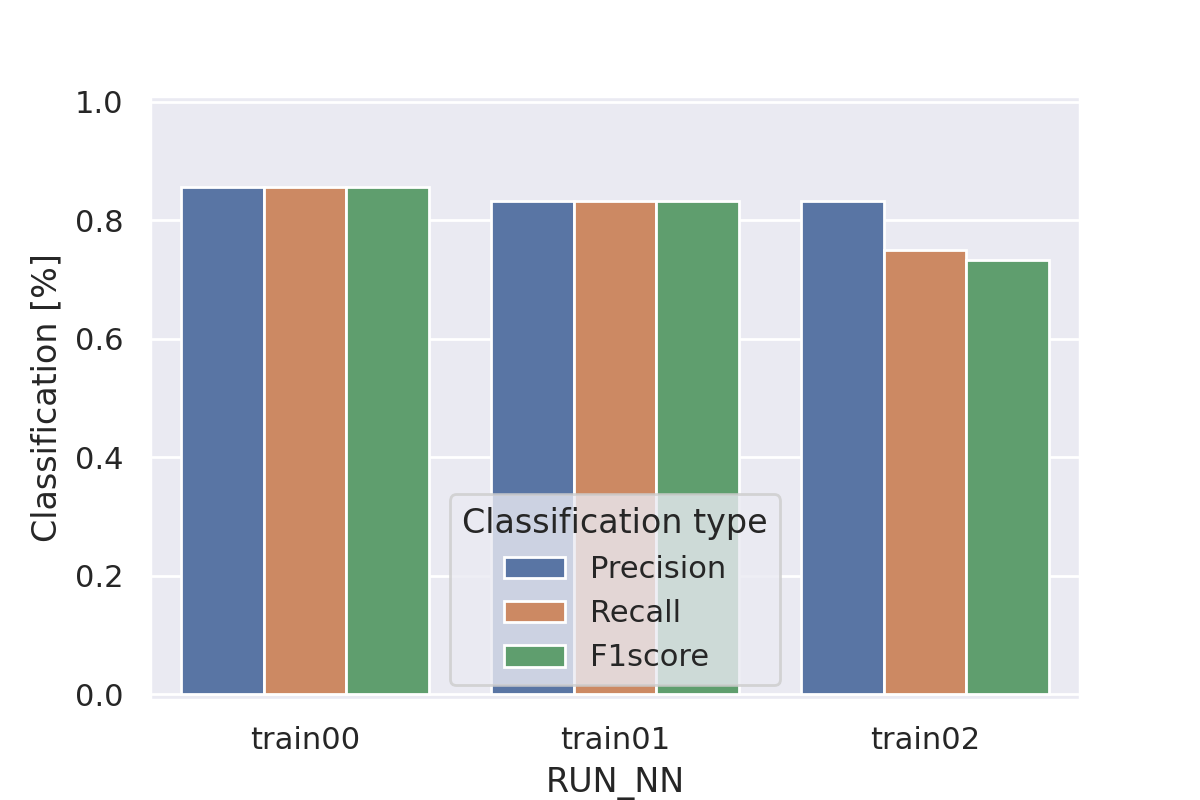 1.0
0.8
0.6
0.4
0.2
0.0
Classification [%]
Classification type
Precision
Recall
F1score
train00
train01
train02
RUN_NN